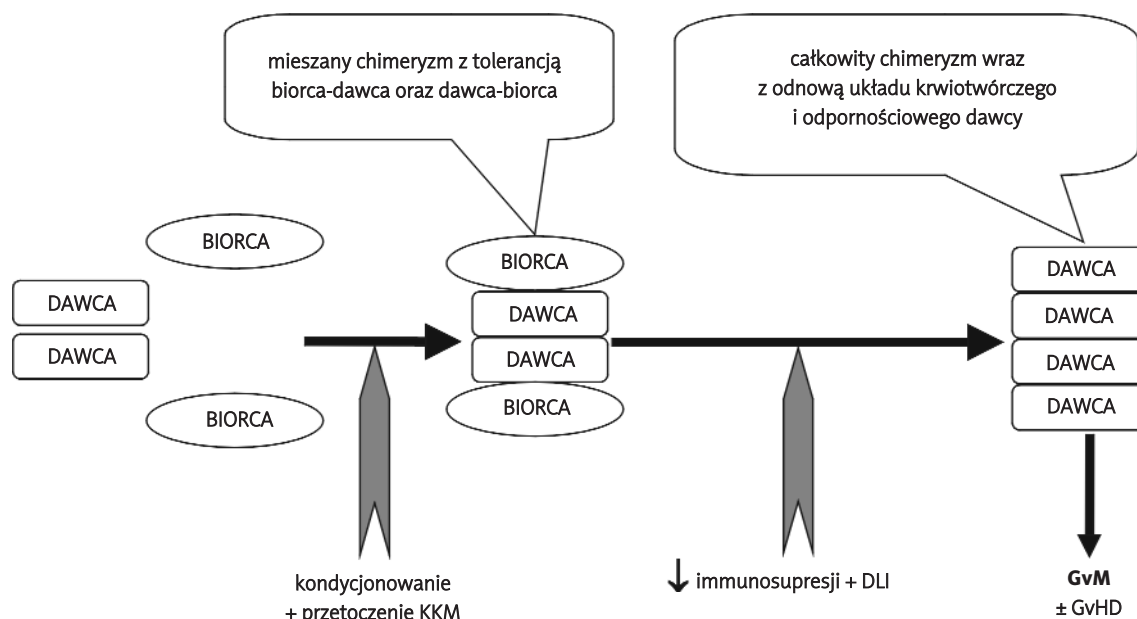 mieszany chimeryzm z tolerancją
biorca-dawca oraz dawca-biorca
całkowity chimeryzm wraz
z odnową układu krwiotwórczego
i odpornościowego dawcy
BIORCA
DAWCA
DAWCA
BIORCA
BIORCA
DAWCA
DAWCA
BIORCA
DAWCA
DAWCA
DAWCA
DAWCA
kondycjonowanie
+ przetoczenie KKM
↓ immunosupresji + DLI
GvM
± GvHD